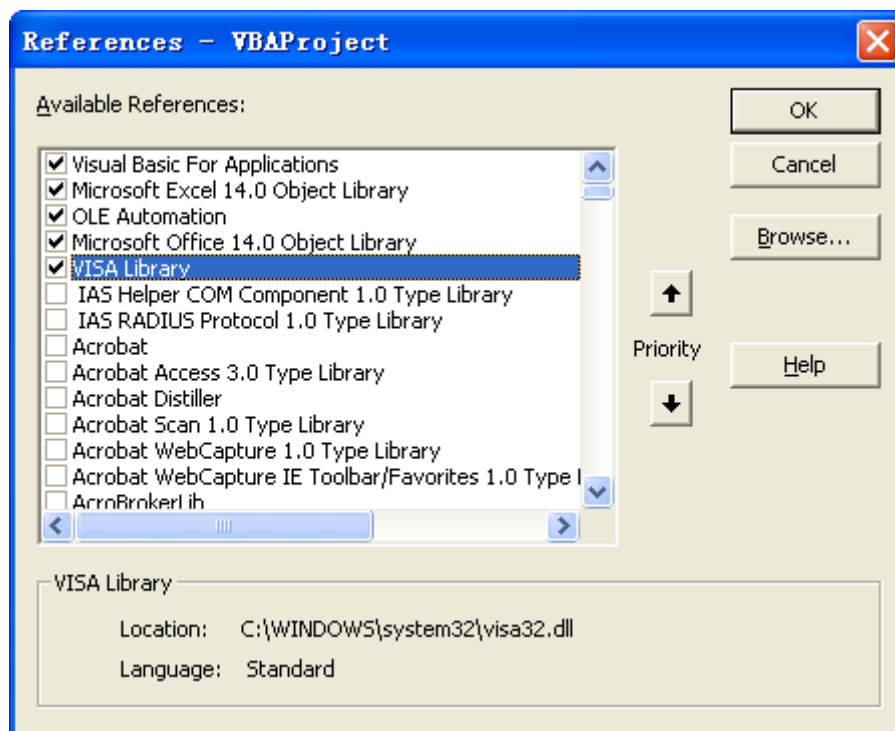 References - VBAProject
Available References:
OK
Cancel
Browse...
Priority
Help
Visual Basic For Applications
Microsoft Excel 14.0 Object Library
OLE Automation
Microsoft Office 14.0 Object Library
VISA Library
IAS Helper COM Component 1.0 Type Library
IAS RADIUS Protocol 1.0 Type Library
Acrobat
Acrobat Access 3.0 Type Library
Acrobat Distiller
Acrobat Scan 1.0 Type Library
Acrobat WebCapture 1.0 Type Library
Acrobat WebCapture IE Toolbar/Favorites 1.0 Type
AcroBrokerLib
VISA Library
Location: C:\WINDOWS\system32\visa32.dll
Language: Standard